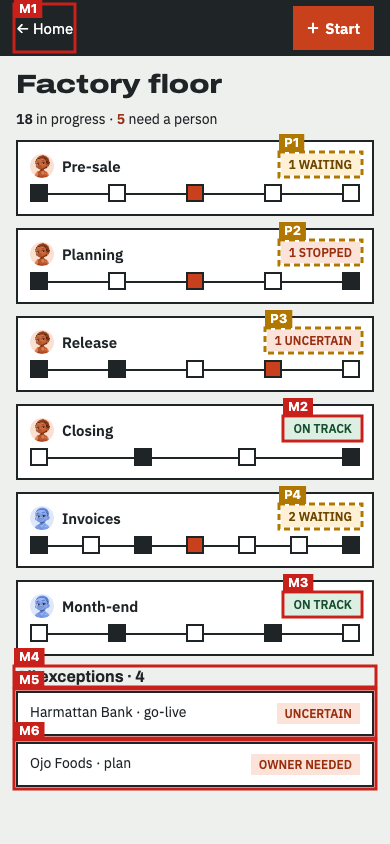 M1
← Home
+ Start
Factory floor
18 in progress · 5 need a person
P1
Pre-sale
1 WAITING
P2
Planning
1 STOPPED
P3
Release
1 UNCERTAIN
M2
Closing
ON TRACK
P4
Invoices
2 WAITING
M3
Month-end
ON TRACK
M4
exceptions · 4
M5
Harmattan Bank · go-live
UNCERTAIN
M6
Ojo Foods · plan
OWNER NEEDED